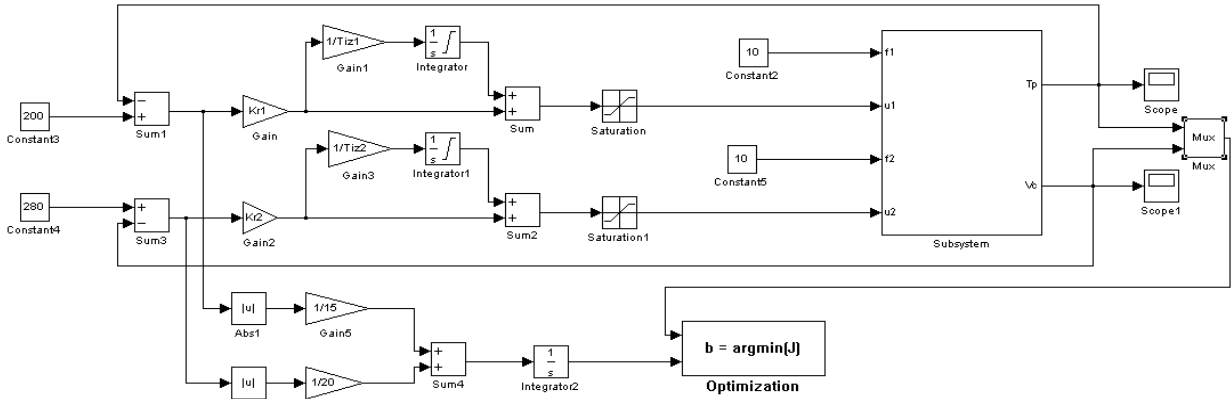 1/Tiz1
Gain1
1
s
Integrator
10
Constant2
f1
Tp
Scope
200
Constant3
−
+
Sum1
Kr1
Gain
+
+
Sum
Saturation
u1
Mux
Mux
1/Tiz2
Gain3
1
s
Integrator1
10
Constant5
f2
280
Constant4
+
−
Sum3
Kr2
Gain2
+
+
Sum2
Saturation1
u2
Vc
Scope1
Subsystem
|u|
Abs1
1/15
Gain5
+
+
Sum4
1
s
Integrator2
b = argmin(J)
Optimization
|u|
1/20